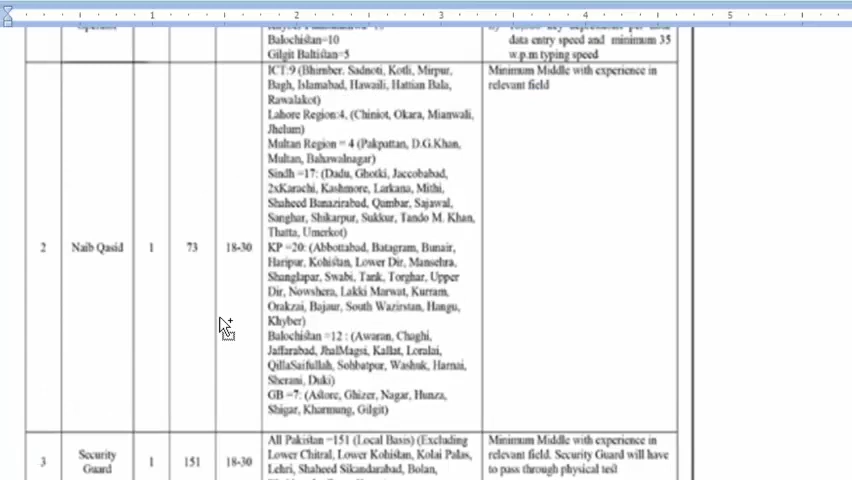 1 2 3 4 5
Balochistan=10
Gilgit Baltistan=5
data entry speed and minimum 35
w.p.m typing speed
2
Naib Qasid
1
73
18-30
ICT:9 (Bhimber. Sadnoti, Kotli, Mirpur,
Bagh, Islamabad, Hawaili, Hattian Bala,
Rawalakot)
Lahore Region:4, (Chiniot, Okara, Mianwali,
Jhelum)
Multan Region = 4 (Pakpattan, D.G.Khan,
Multan, Bahawalnagar)
Sindh =17: (Dadu, Ghotki, Jaccobabad,
2xKarachi, Kashmore, Larkana, Mithi,
Shaheed Banazirabad, Qambar, Sajawal,
Sanghar, Shikarpur, Sukkur, Tando M. Khan,
Thatta, Umerkot)
KP =20: (Abbottabad, Batagram, Bunair,
Haripur, Kohistan, Lower Dir, Mansehra,
Shanglapar, Swabi, Tank, Torghar, Upper
Dir, Nowshera, Lakki Marwat, Kurram,
Orakzai, Bajaur, South Wazirstan, Hangu,
Khyber)
Balochistan =12 : (Awaran, Chaghi,
Jaffarabad, JhalMagsi, Kallat, Loralai,
QillaSaifullah, Sohbatpur, Washuk, Harnai,
Sherani, Duki)
GB =7: (Astore, Ghizer, Nagar, Hunza,
Shigar, Kharmung, Gilgit)
Minimum Middle with experience in
relevant field
3
Security
Guard
1
151
18-30
All Pakistan =151 (Local Basis) (Excluding
Lower Chitral, Lower Kohistan, Kolai Palas,
Lehri, Shaheed Sikandarabad, Bolan,
Minimum Middle with experience in
relevant field. Security Guard will have
to pass through physical test